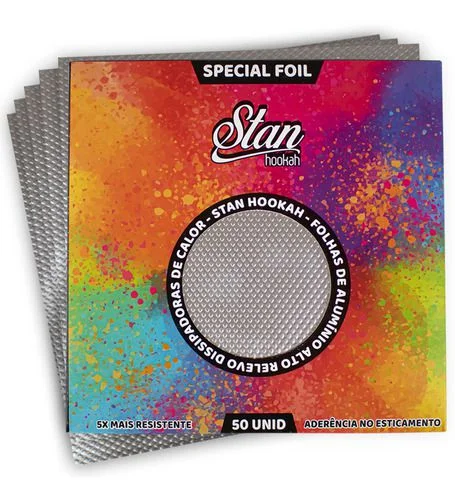 SPECIAL FOIL
Stan
hookah
STAN HOOKAH - FOLHAS DE ALUMÍNIO ALTO RELEVO DISSIPADORAS DE CALOR -
5X MAIS RESISTENTE
50 UNID
ADERÊNCIA NO ESTICAMENTO